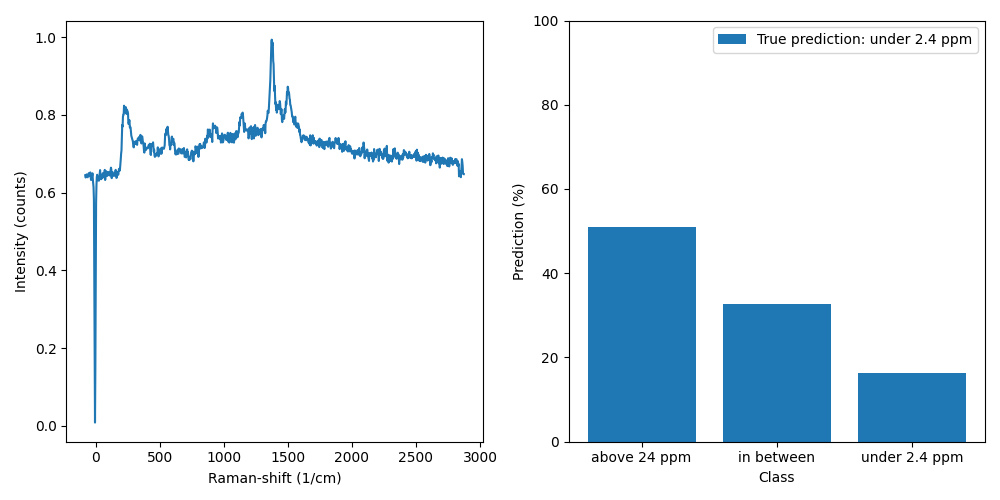 1.0
0.8
0.6
0.4
0.2
0.0
Intensity (counts)
0 500 1000 1500 2000 2500 3000
Raman-shift (1/cm)
100
80
60
40
20
0
Prediction (%)
True prediction: under 2.4 ppm
above 24 ppm in between under 2.4 ppm
Class